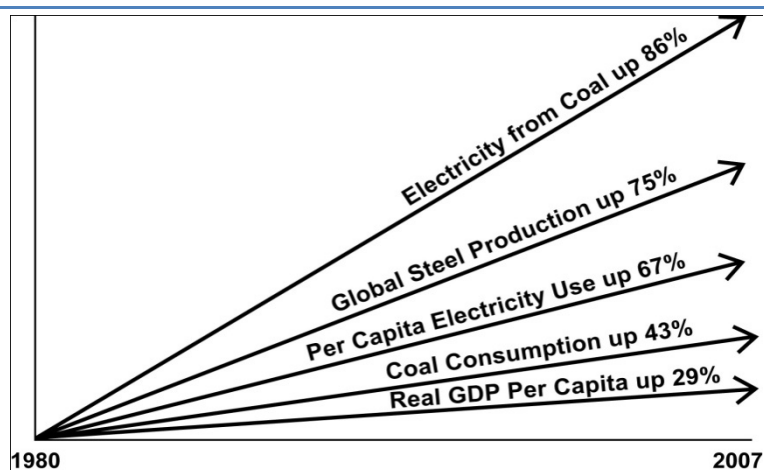 Electricity from Coal up 86%
Global Steel Production up 75%
Per Capita Electricity Use up 67%
Coal Consumption up 43%
Real GDP Per Capita up 29%
1980
2007